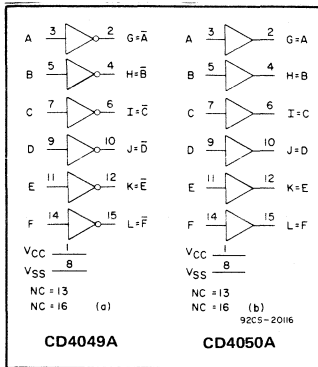 A 3 2 G=A̅
B 5 4 H=B̅
C 7 6 I=C̅
D 9 10 J=D̅
E 11 12 K=E̅
F 14 15 L=F̅
VCC 1
VSS 8
NC = 13
NC = 16 (a)
CD4049A
A 3 2 G=A
B 5 4 H=B
C 7 6 I=C
D 9 10 J=D
E 11 12 K=E
F 14 15 L=F
VCC 1
VSS 8
NC = 13
NC = 16 (b)
92CS-20116
CD4050A